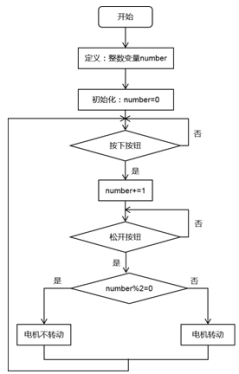 开始
定义：整数变量number
初始化：number=0
按下按钮
否
是
number+=1
松开按钮
否
是
number%2=0
是
否
电机不转动
电机转动